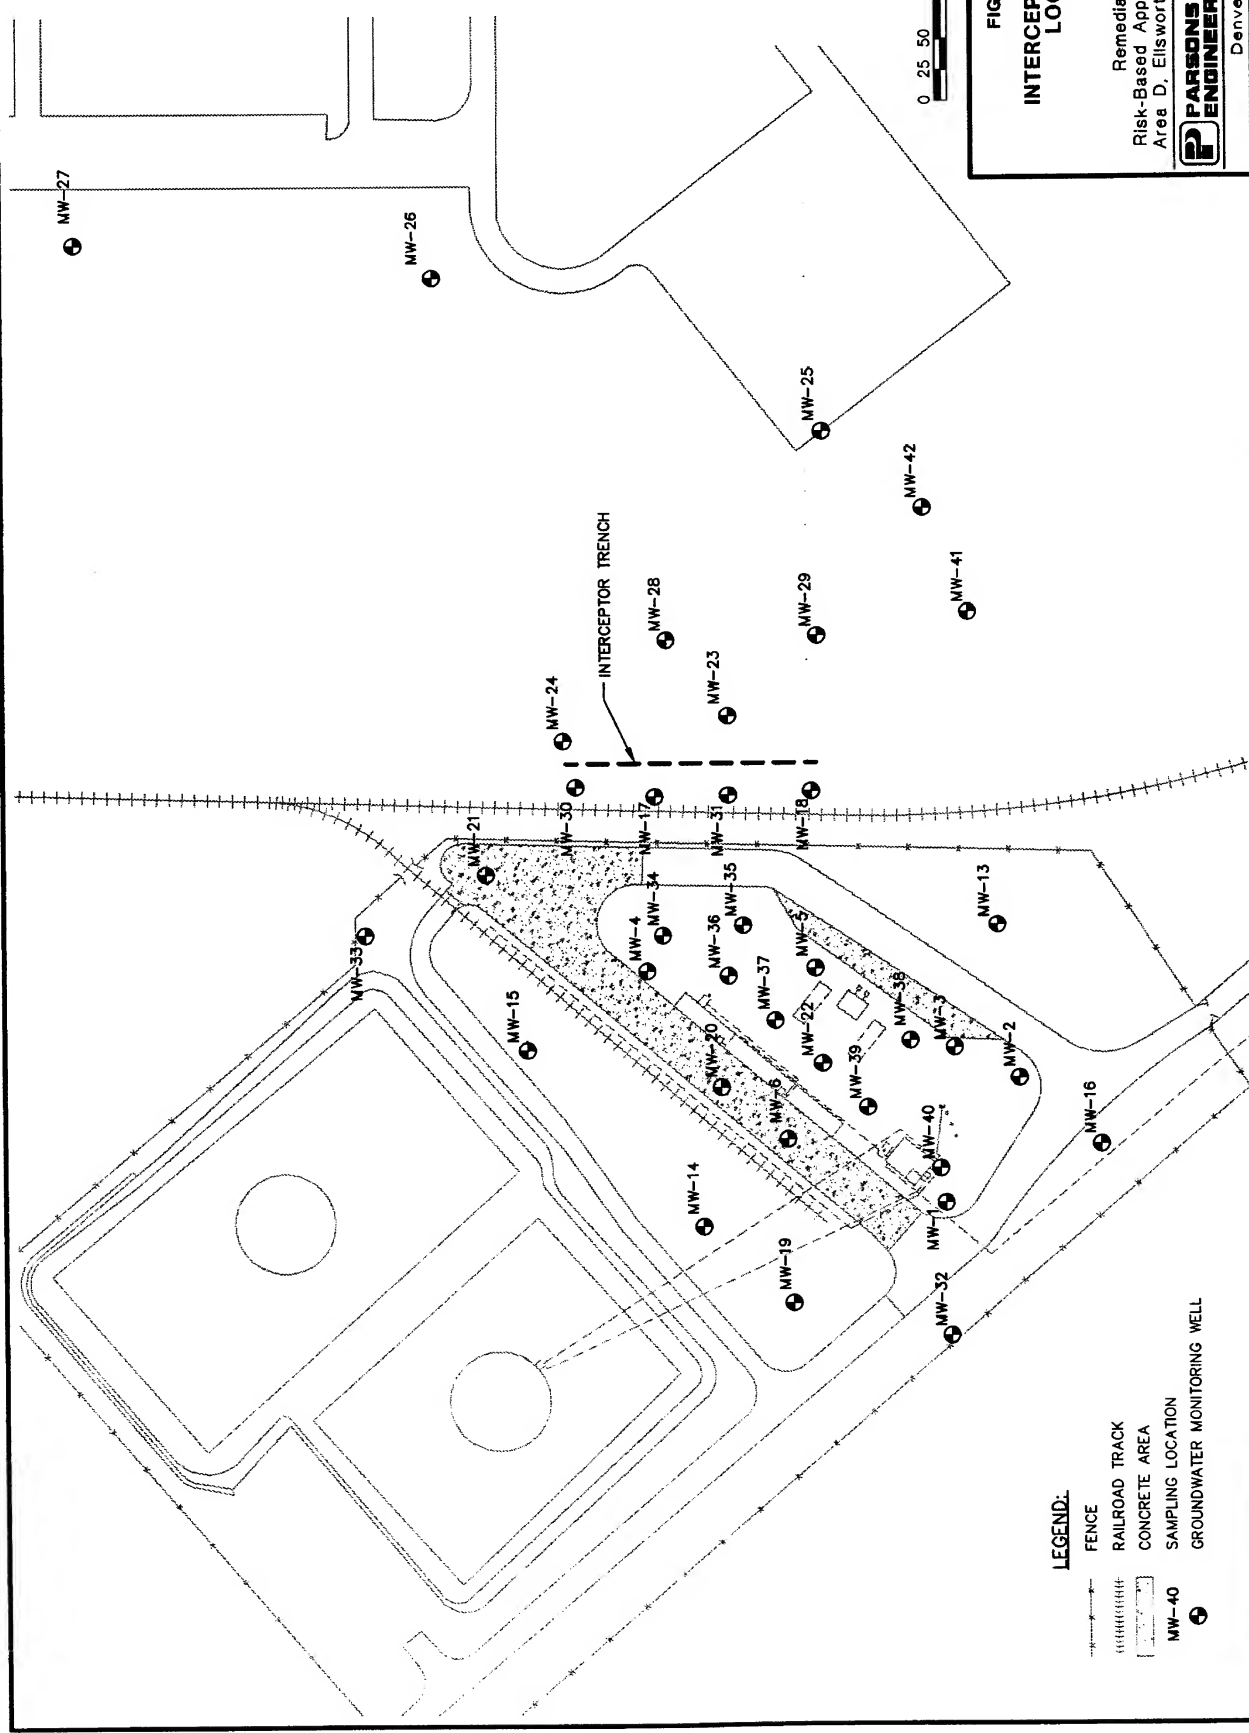 MW-27
MW-26
MW-25
MW-42
MW-41
MW-29
MW-28
MW-23
MW-24
INTERCEPTOR TRENCH
MW-30
MW-17
MW-31
MW-18
MW-21
MW-33
MW-15
MW-34
MW-4
MW-35
MW-36
MW-37
MW-5
MW-22
MW-38
MW-3
MW-39
MW-2
MW-13
MW-20
MW-6
MW-40
MW-1
MW-16
MW-14
MW-19
MW-32
LEGEND:
FENCE
RAILROAD TRACK
CONCRETE AREA
MW-40 SAMPLING LOCATION
GROUNDWATER MONITORING WELL
0 25 50
FIG
INTERCEP
LOC
Remedia
Risk-Based App
Area D, Ellswort
PARSONS
ENGINEER
Denve